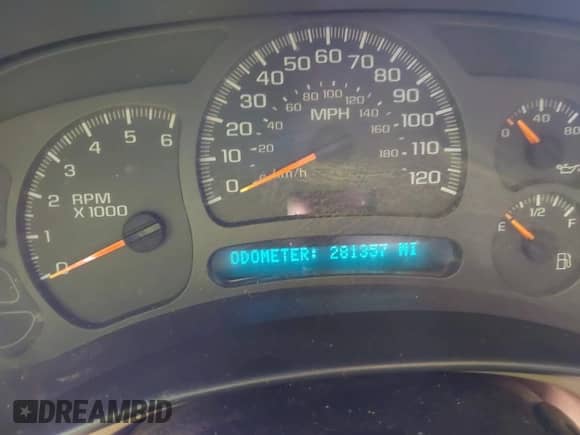 60
50 70
40 80
30 90
20 100
10 110
0 120
80 100
60 120
40 140
20 160
0 180
MPH
km/h
6
5
4
3
2
1
0
RPM
X 1000
0 40 80
E 1/2 F
ODOMETER: 281357 MI
DREAMBID